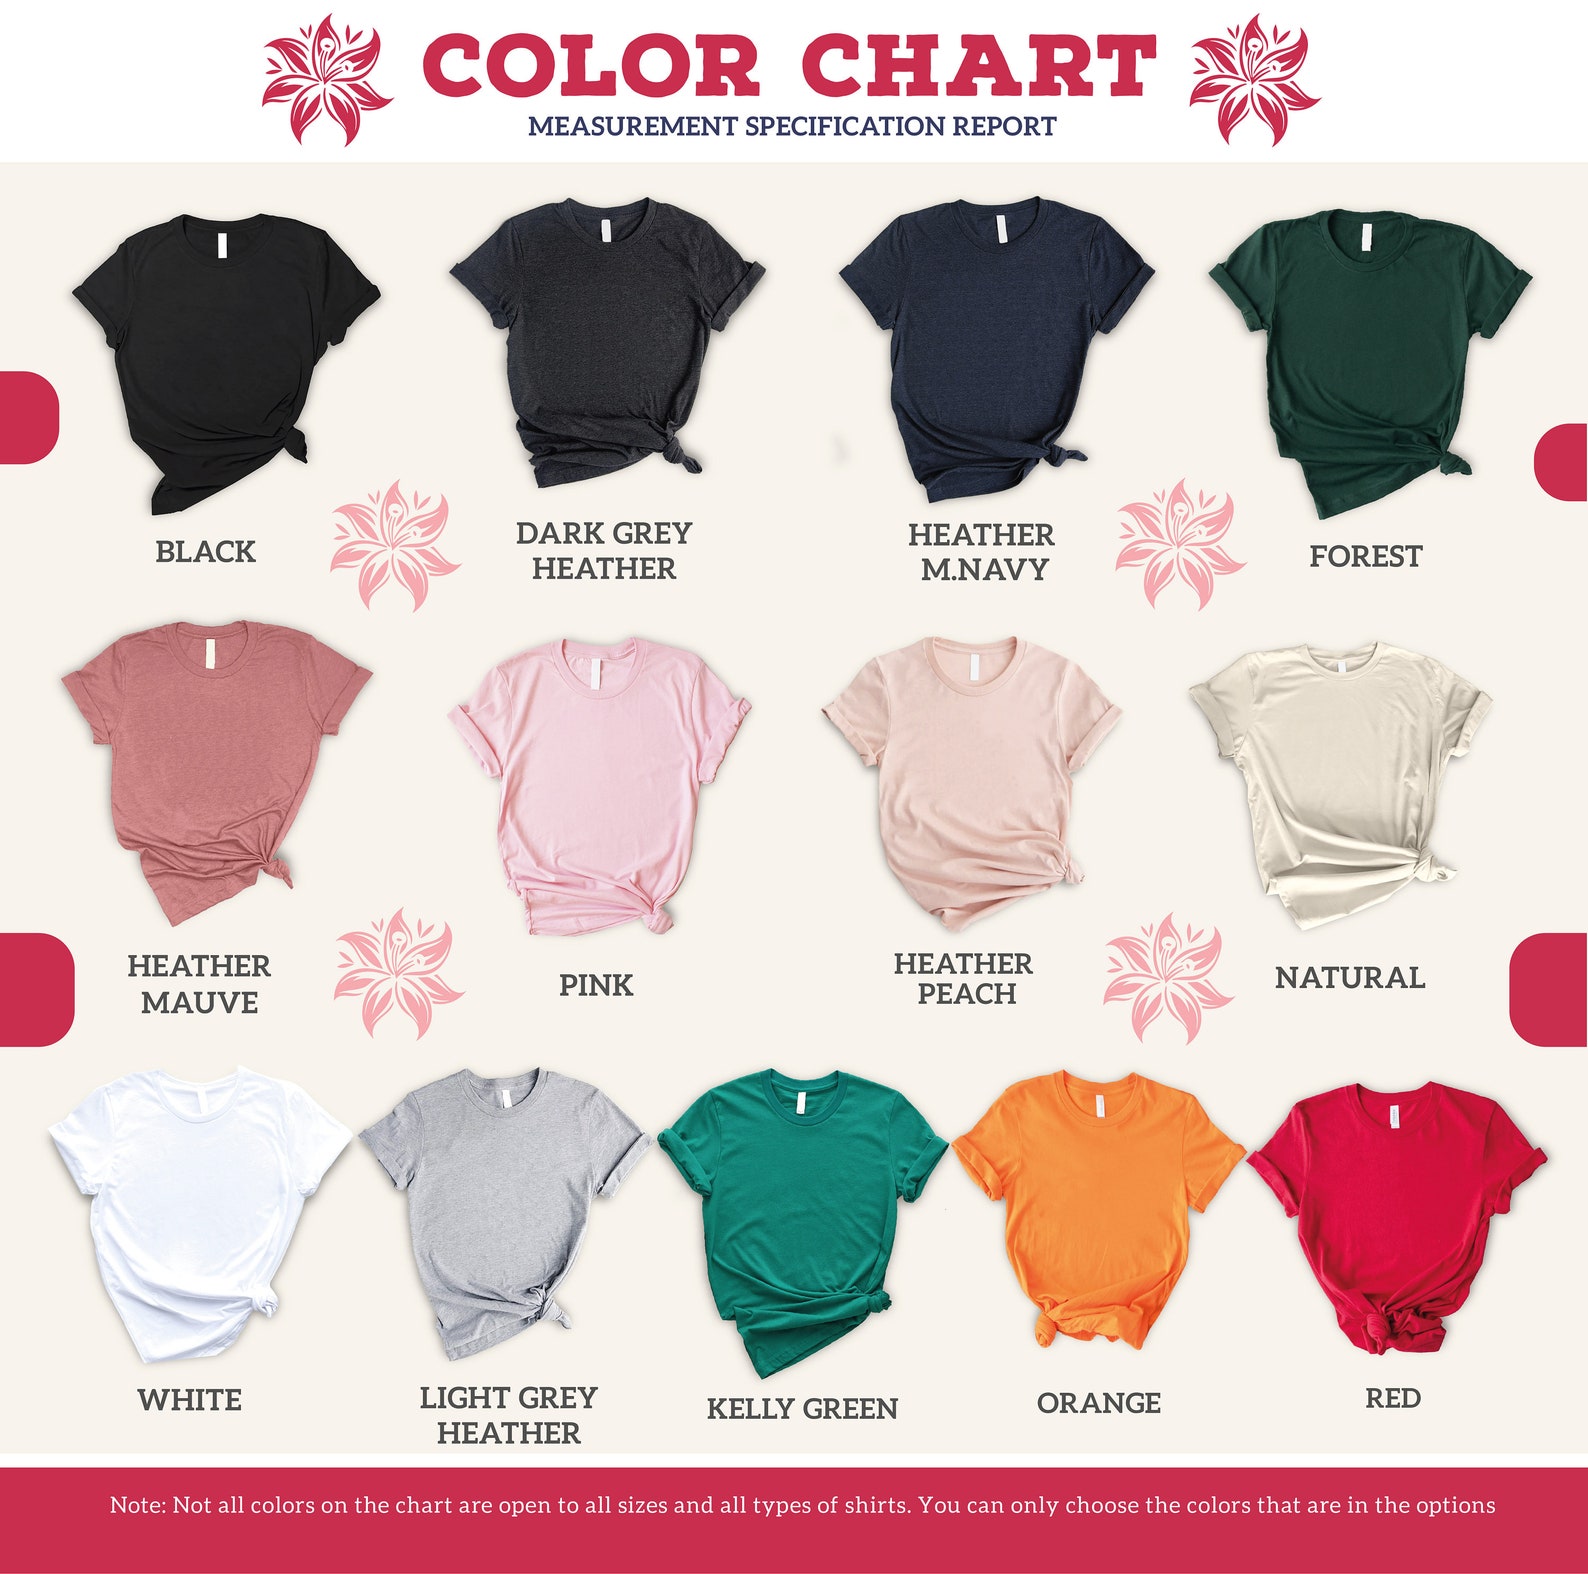 COLOR CHART
MEASUREMENT SPECIFICATION REPORT
BLACK
DARK GREY
HEATHER
HEATHER
M.NAVY
FOREST
HEATHER
MAUVE
PINK
HEATHER
PEACH
NATURAL
WHITE
LIGHT GREY
HEATHER
KELLY GREEN
ORANGE
RED
Note: Not all colors on the chart are open to all sizes and all types of shirts. You can only choose the colors that are in the options